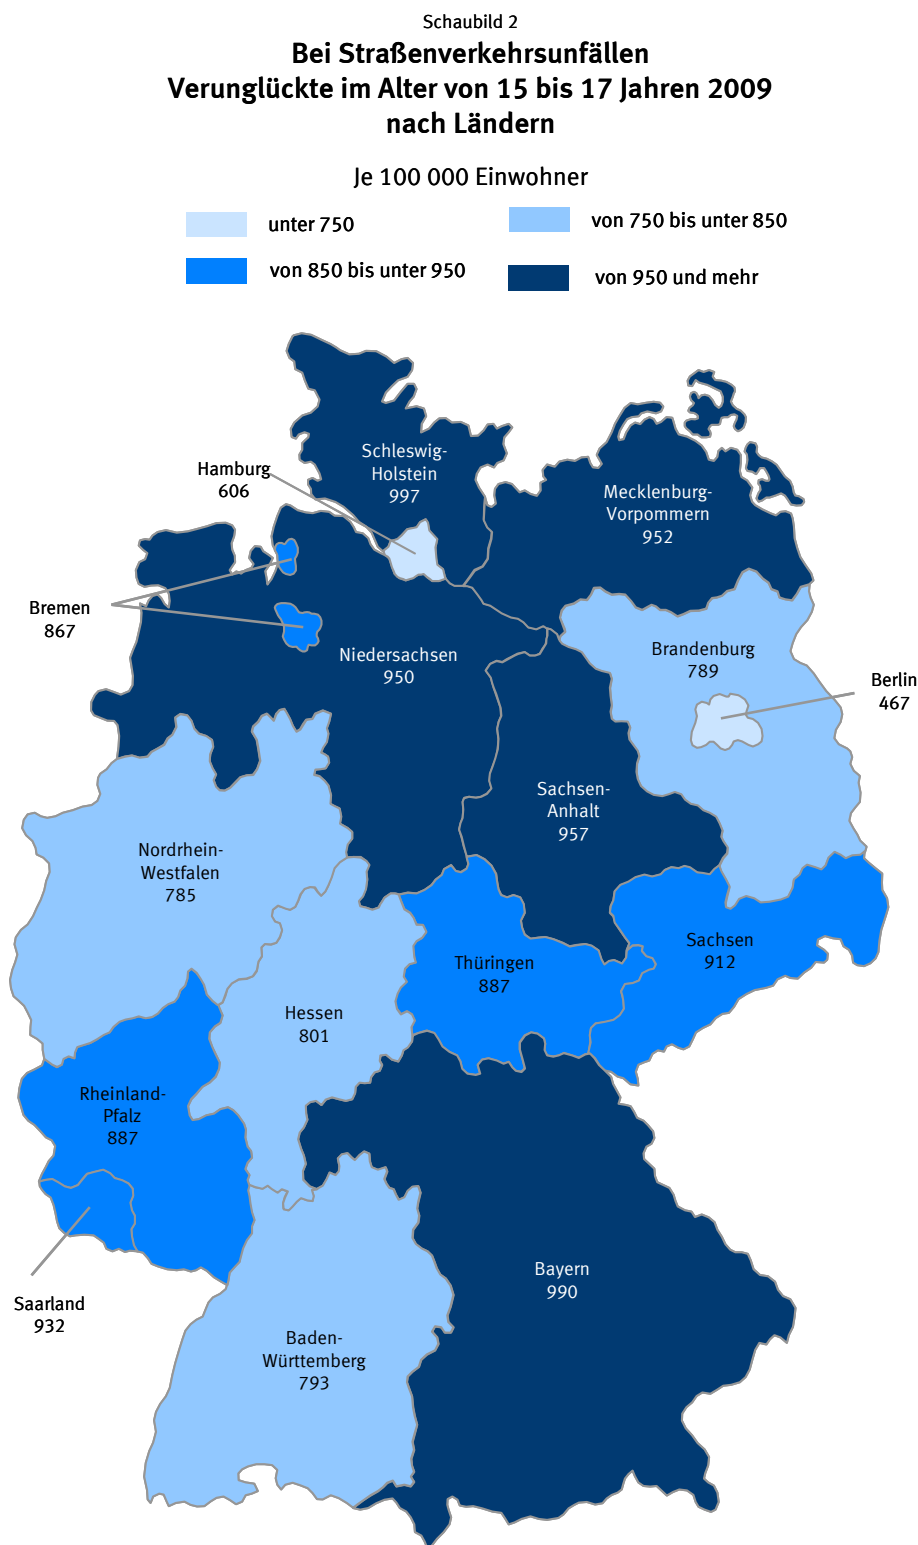 Schaubild 2
Bei Straßenverkehrsunfällen
Verunglückte im Alter von 15 bis 17 Jahren 2009
nach Ländern
Je 100 000 Einwohner
unter 750
von 750 bis unter 850
von 850 bis unter 950
von 950 und mehr
Schleswig-
Holstein
997
Hamburg
606
Mecklenburg-
Vorpommern
952
Bremen
867
Niedersachsen
950
Brandenburg
789
Berlin
467
Sachsen-
Anhalt
957
Nordrhein-
Westfalen
785
Sachsen
912
Thüringen
887
Hessen
801
Rheinland-
Pfalz
887
Saarland
932
Bayern
990
Baden-
Württemberg
793